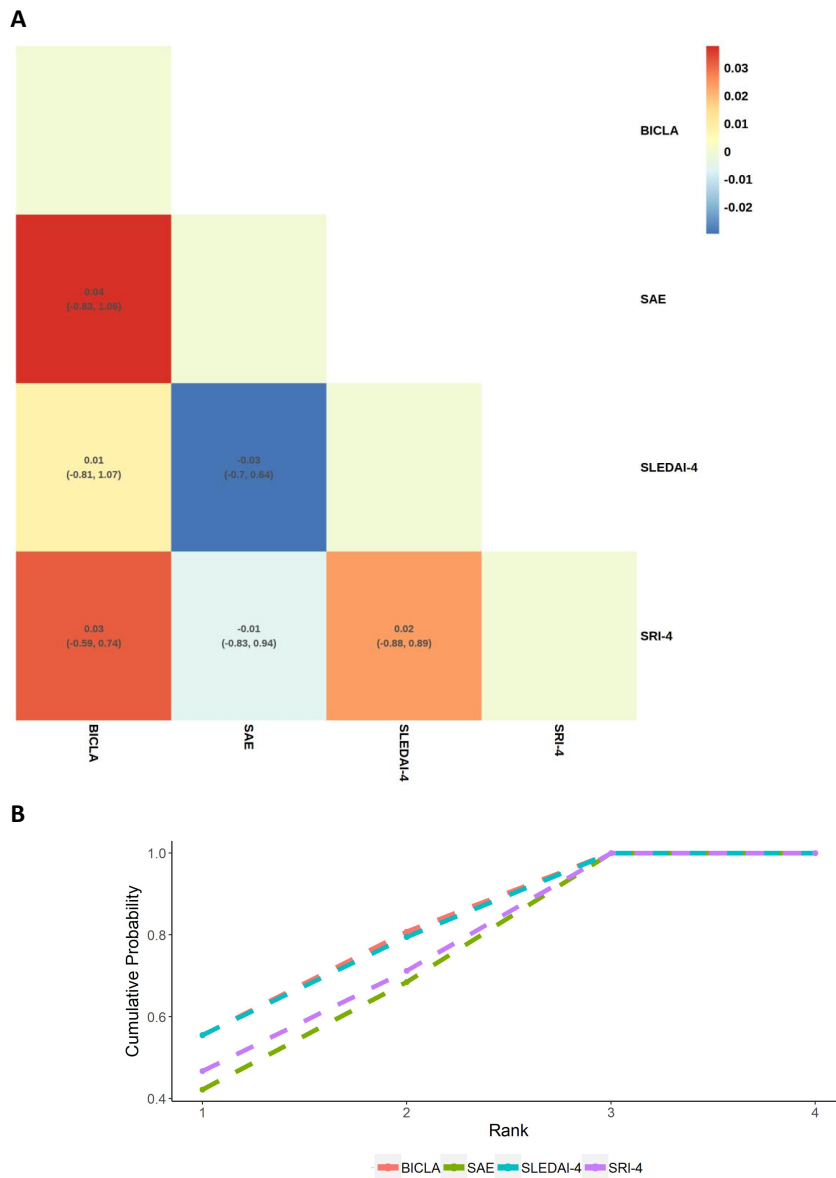 A
0.03
0.01
0
-0.01
-0.02
BICLA
0.04
(-0.83, 1.06)
SAE
0.01
(-0.81, 1.07)
-0.03
(-0.7, 0.64)
SLEDAI-4
0.03
(-0.59, 0.74)
-0.01
(-0.83, 0.94)
0.02
(-0.88, 0.89)
SRI-4
BICLA
SAE
SLEDAI-4
SRI-4
B
Cumulative Probability
1.0
0.8
0.6
0.4
1 2 3 4
Rank
BICLA SAE SLEDAI-4 SRI-4